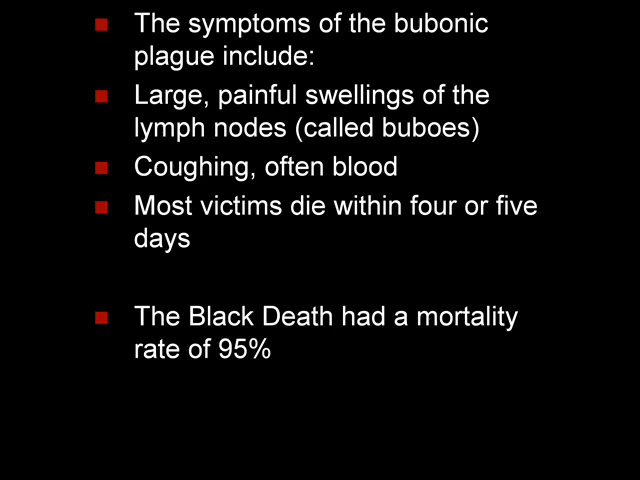 The symptoms of the bubonic
plague include:
Large, painful swellings of the
lymph nodes (called buboes)
Coughing, often blood
Most victims die within four or five
days
The Black Death had a mortality
rate of 95%